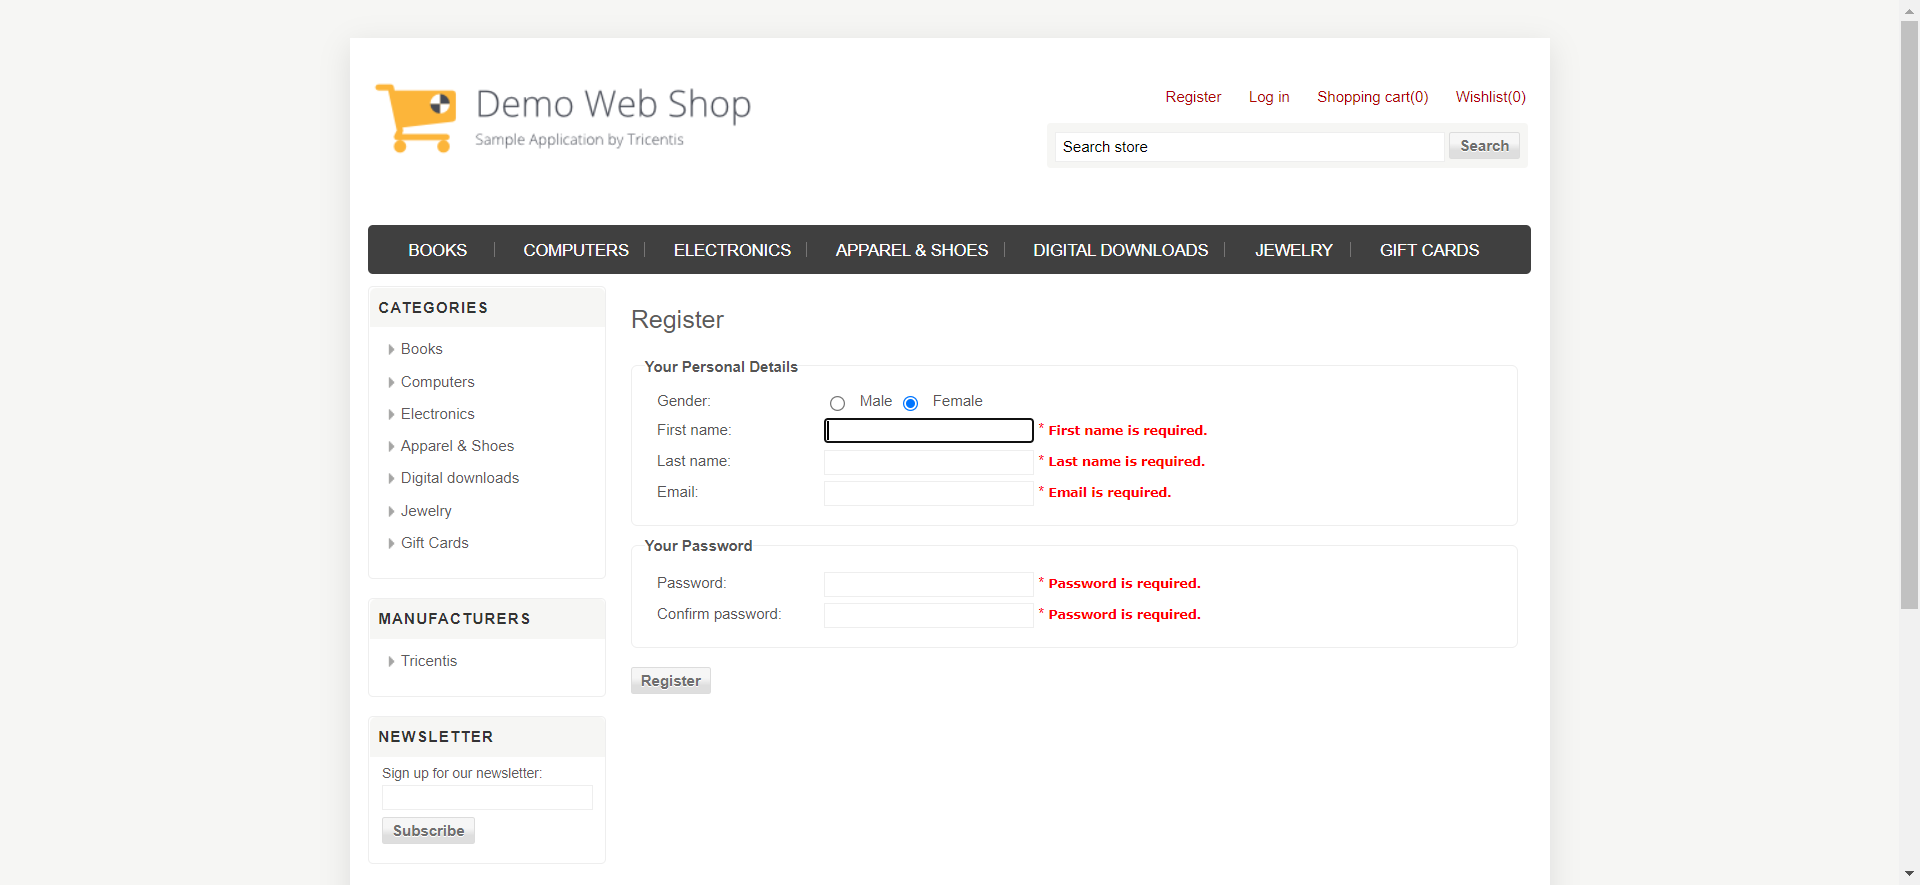 Demo Web Shop
Sample Application by Tricentis
Register Log in Shopping cart(0) Wishlist(0)
Search store Search
BOOKS COMPUTERS ELECTRONICS APPAREL & SHOES DIGITAL DOWNLOADS JEWELRY GIFT CARDS
CATEGORIES
Books
Computers
Electronics
Apparel & Shoes
Digital downloads
Jewelry
Gift Cards
MANUFACTURERS
Tricentis
NEWSLETTER
Sign up for our newsletter:
Subscribe
Register
Your Personal Details
Gender: Male Female
First name: * First name is required.
Last name: * Last name is required.
Email: * Email is required.
Your Password
Password: * Password is required.
Confirm password: * Password is required.
Register